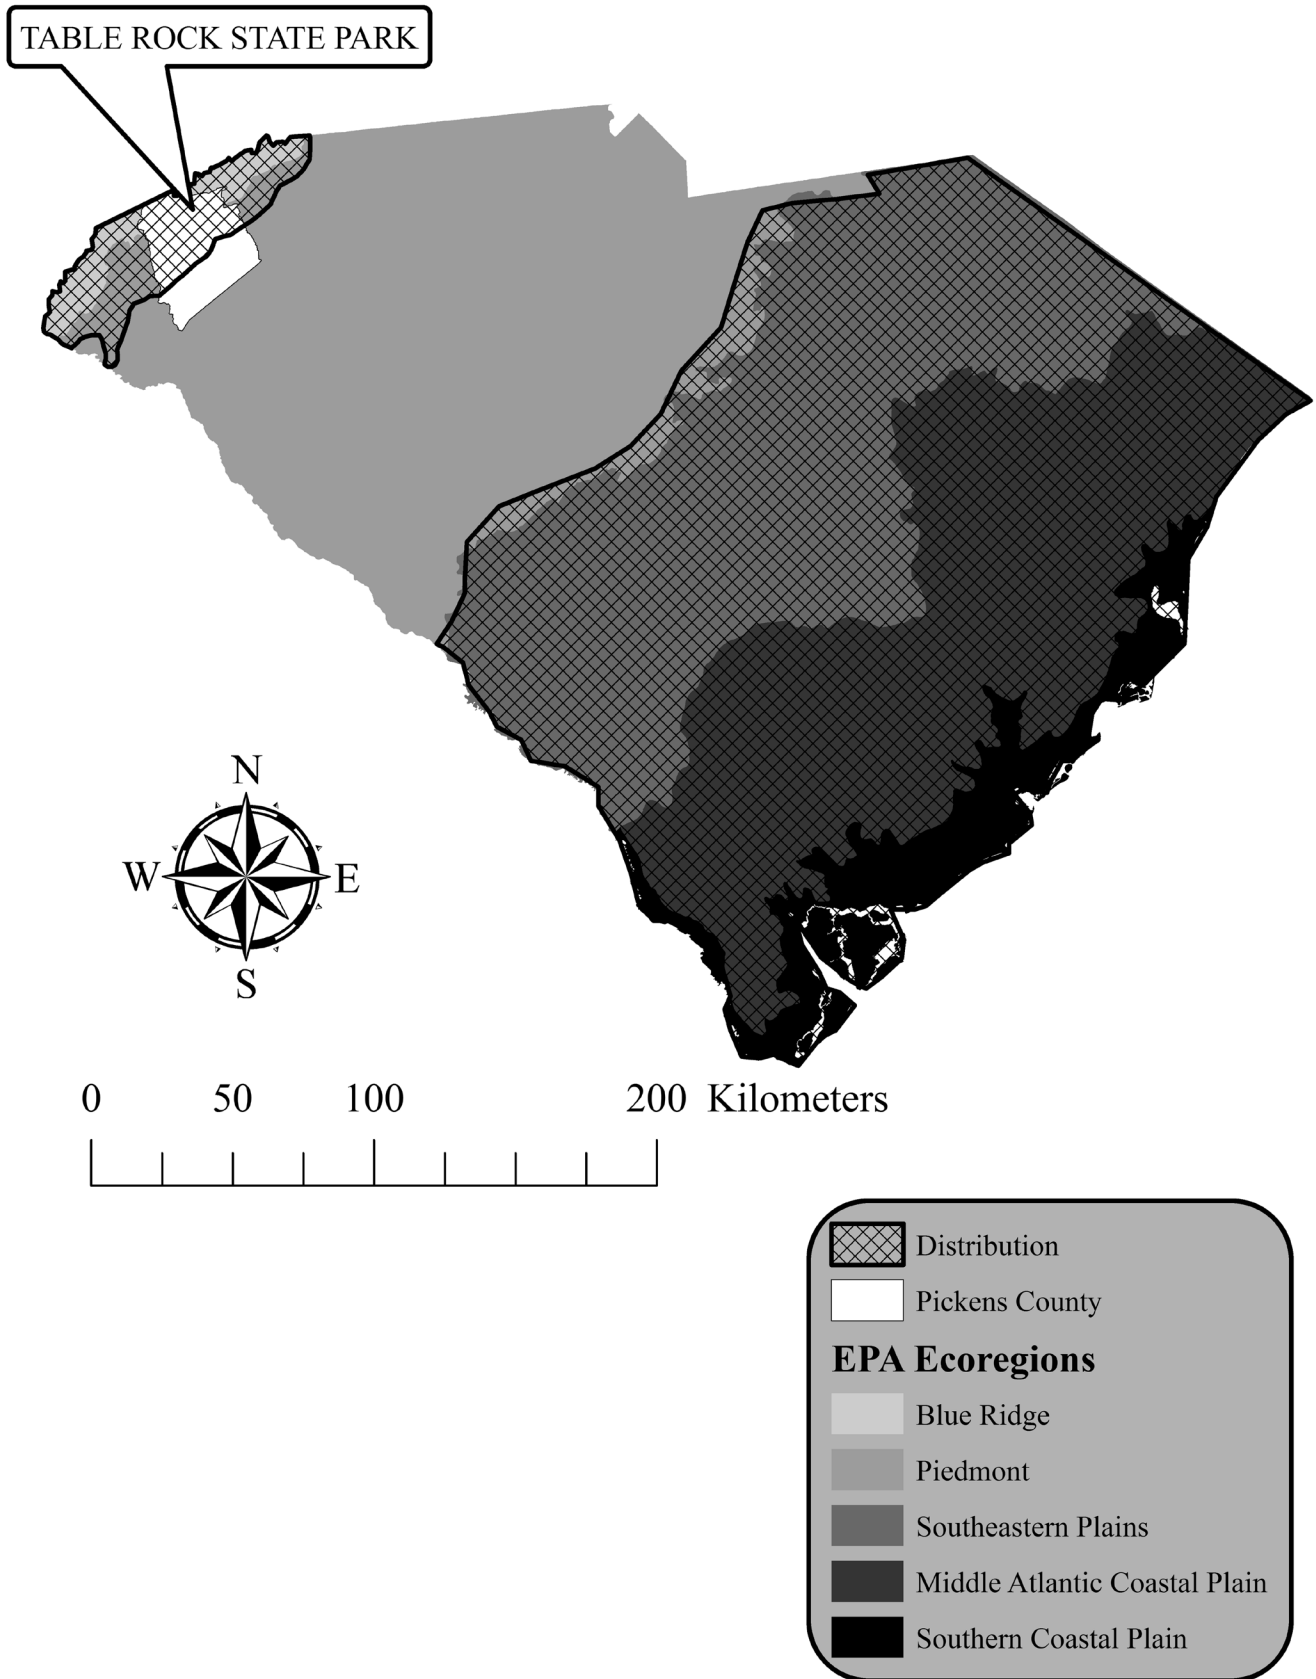 TABLE ROCK STATE PARK
N
W E
S
0 50 100 200 Kilometers
Distribution
Pickens County
EPA Ecoregions
Blue Ridge
Piedmont
Southeastern Plains
Middle Atlantic Coastal Plain
Southern Coastal Plain